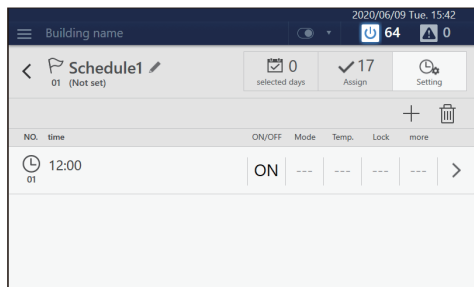 2020/06/09 Tue. 15:42
Building name 64 0
Schedule1 0 17
01 (Not set) selected days Assign Setting
NO. time ON/OFF Mode Temp. Lock more
12:00 ON --- --- --- ---
01